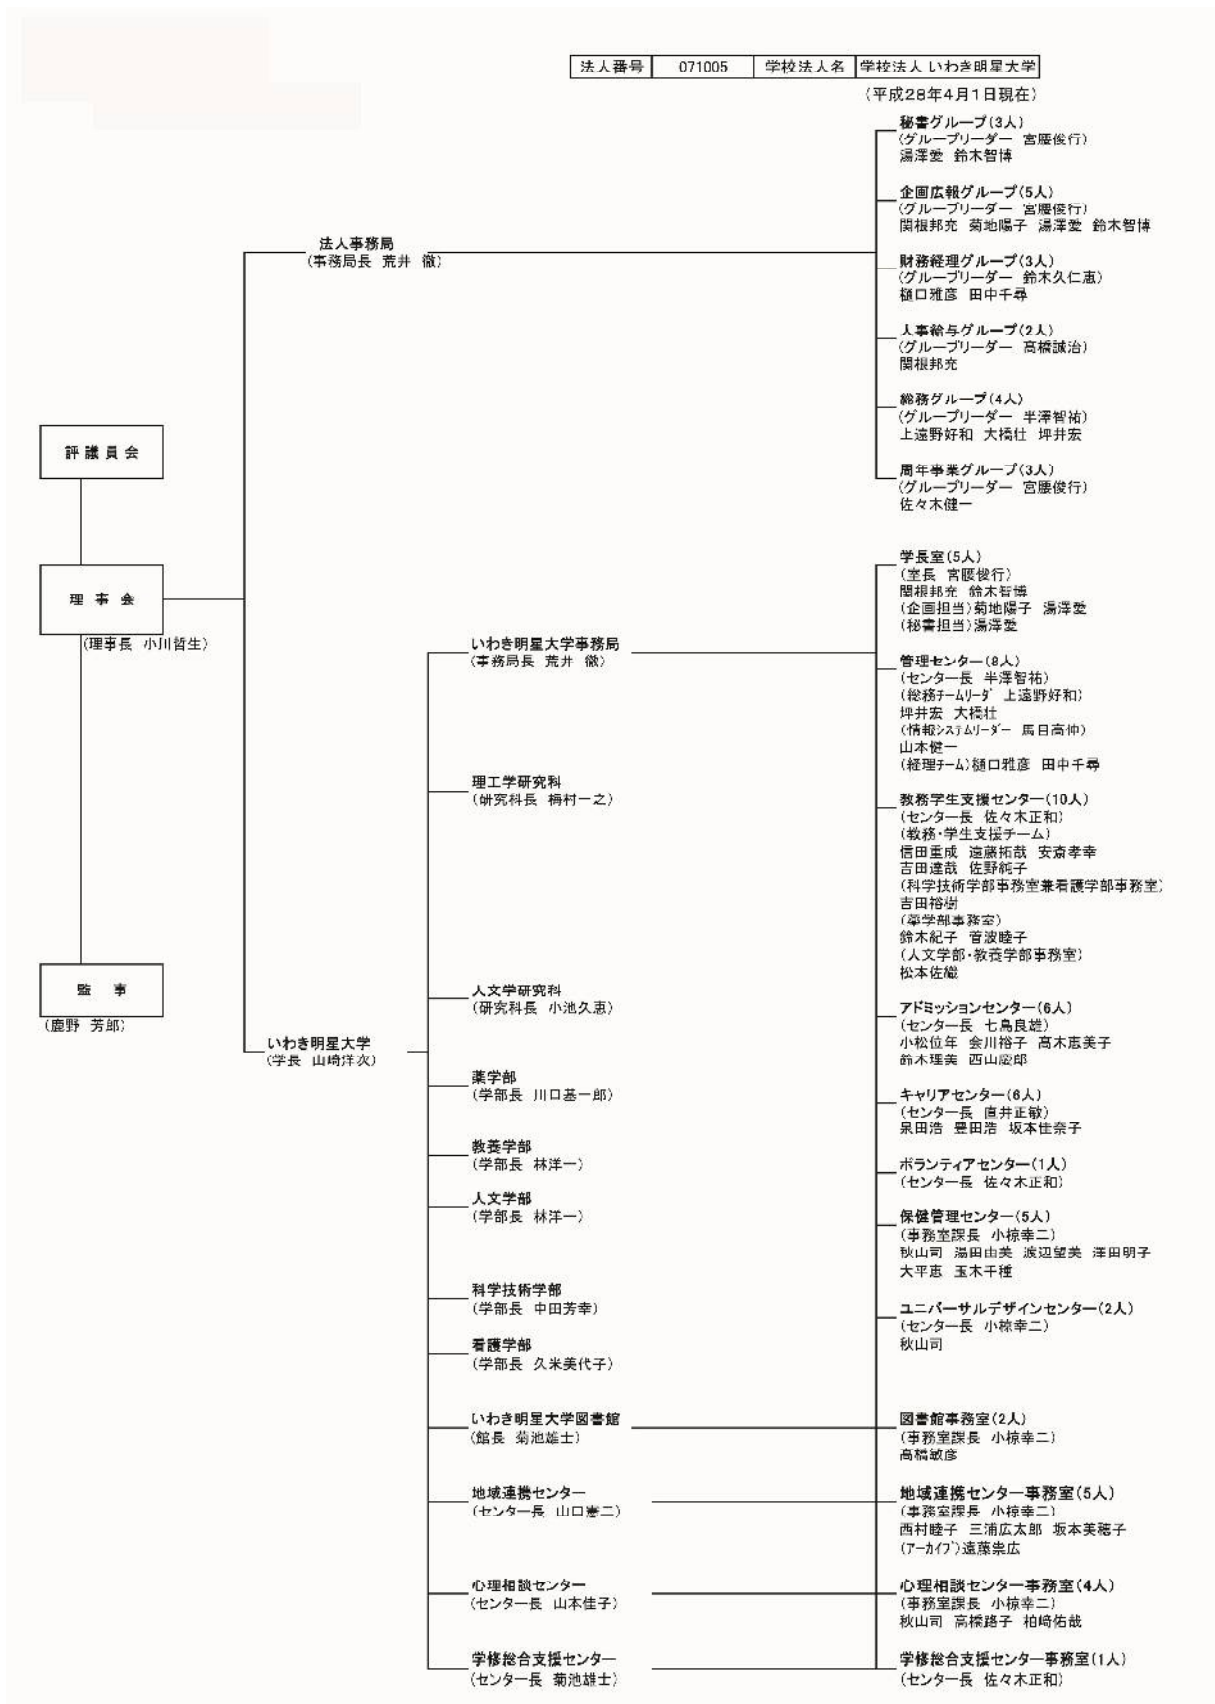 法人番号 071005 学校法人名 学校法人 いわき明星大学
(平成28年4月1日現在)
秘書グループ(3人)
(グループリーダー 宮腰俊行)
湯澤愛 鈴木智博
企画広報グループ(5人)
(グループリーダー 宮腰俊行)
関根邦充 菊地陽子 湯澤愛 鈴木智博
法人事務局
(事務局長 荒井 徹)
財務経理グループ(3人)
(グループリーダー 鈴木久仁恵)
樋口雅彦 田中千尋
人事給与グループ(2人)
(グループリーダー 高橋誠治)
関根邦充
総務グループ(4人)
(グループリーダー 半澤智祐)
上遠野好和 大橋壮 坪井宏
周年事業グループ(3人)
(グループリーダー 宮腰俊行)
佐々木健一
評議員会
理事会
(理事長 小川哲生)
監事
(鹿野 芳郎)
いわき明星大学
(学長 山崎洋次)
いわき明星大学事務局
(事務局長 荒井 徹)
理工学研究科
(研究科長 梅村一之)
人文学研究科
(研究科長 小池久恵)
薬学部
(学部長 川口基一郎)
教養学部
(学部長 林洋一)
人文学部
(学部長 林洋一)
科学技術学部
(学部長 中田芳幸)
看護学部
(学部長 久米美代子)
いわき明星大学図書館
(館長 菊池雄士)
地域連携センター
(センター長 山口憲二)
心理相談センター
(センター長 山本佳子)
学修総合支援センター
(センター長 菊池雄士)
学長室(5人)
(室長 宮腰俊行)
関根邦充 鈴木智博
(企画担当)菊地陽子 湯澤愛
(秘書担当)湯澤愛
管理センター(8人)
(センター長 半澤智祐)
(総務チームリーダ 上遠野好和)
坪井宏 大橋壮
(情報システムリーダー 馬目高仲)
山本健一
(経理チーム)樋口雅彦 田中千尋
教務学生支援センター(10人)
(センター長 佐々木正和)
(教務・学生支援チーム)
信田重成 遠藤拓哉 安斎孝幸
吉田達哉 佐野純子
(科学技術学部事務室兼看護学部事務室)
吉田裕樹
(薬学部事務室)
鈴木紀子 菅波睦子
(人文学部・教養学部事務室)
松本佐織
アドミッションセンター(6人)
(センター長 七島良雄)
小松位年 会川裕子 高木恵美子
鈴木理美 西山慶郎
キャリアセンター(6人)
(センター長 直井正敏)
泉田浩 豊田浩 坂本佳奈子
ボランティアセンター(1人)
(センター長 佐々木正和)
保健管理センター(5人)
(事務室課長 小椋幸二)
秋山司 湯田由美 渡辺望美 澤田明子
大平恵 玉木千種
ユニバーサルデザインセンター(2人)
(センター長 小椋幸二)
秋山司
図書館事務室(2人)
(事務室課長 小椋幸二)
高橋敏彦
地域連携センター事務室(5人)
(事務室課長 小椋幸二)
西村睦子 三浦広太郎 坂本美穂子
(アーカイブ)遠藤崇広
心理相談センター事務室(4人)
(事務室課長 小椋幸二)
秋山司 高橋路子 柏崎佑哉
学修総合支援センター事務室(1人)
(センター長 佐々木正和)